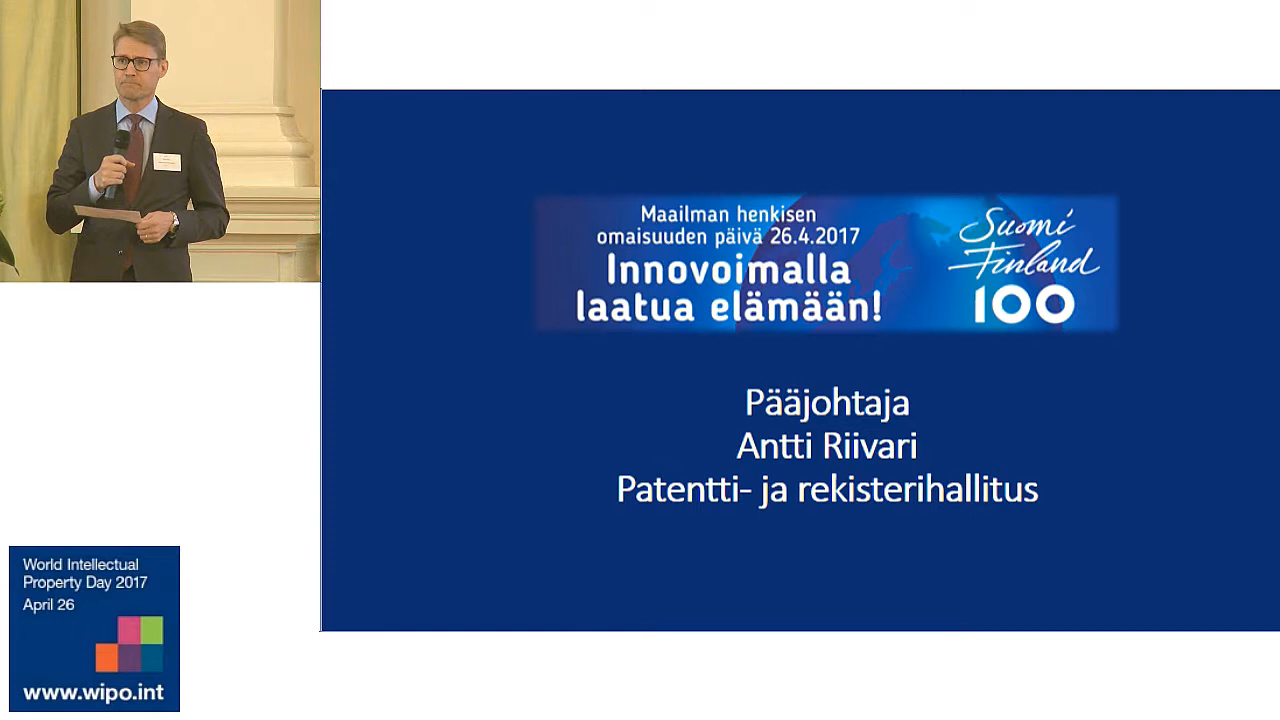 Maailman henkisen
omaisuuden päivä 26.4.2017
Innovoimalla
laatua elämään!
Suomi
Finland
100
Pääjohtaja
Antti Riivari
Patentti- ja rekisterihallitus
World Intellectual
Property Day 2017
April 26
www.wipo.int